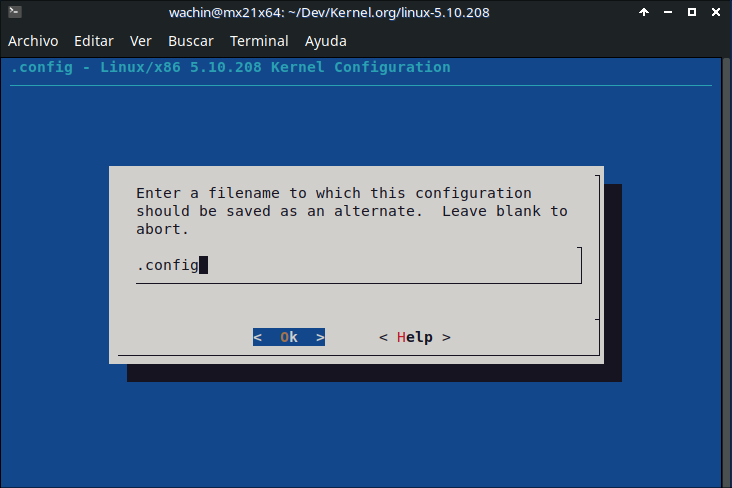 wachin@mx21x64: ~/Dev/Kernel.org/linux-5.10.208
Archivo Editar Ver Buscar Terminal Ayuda
.config - Linux/x86 5.10.208 Kernel Configuration
Enter a filename to which this configuration
should be saved as an alternate.  Leave blank to
abort.
.config
<  Ok  > < Help >